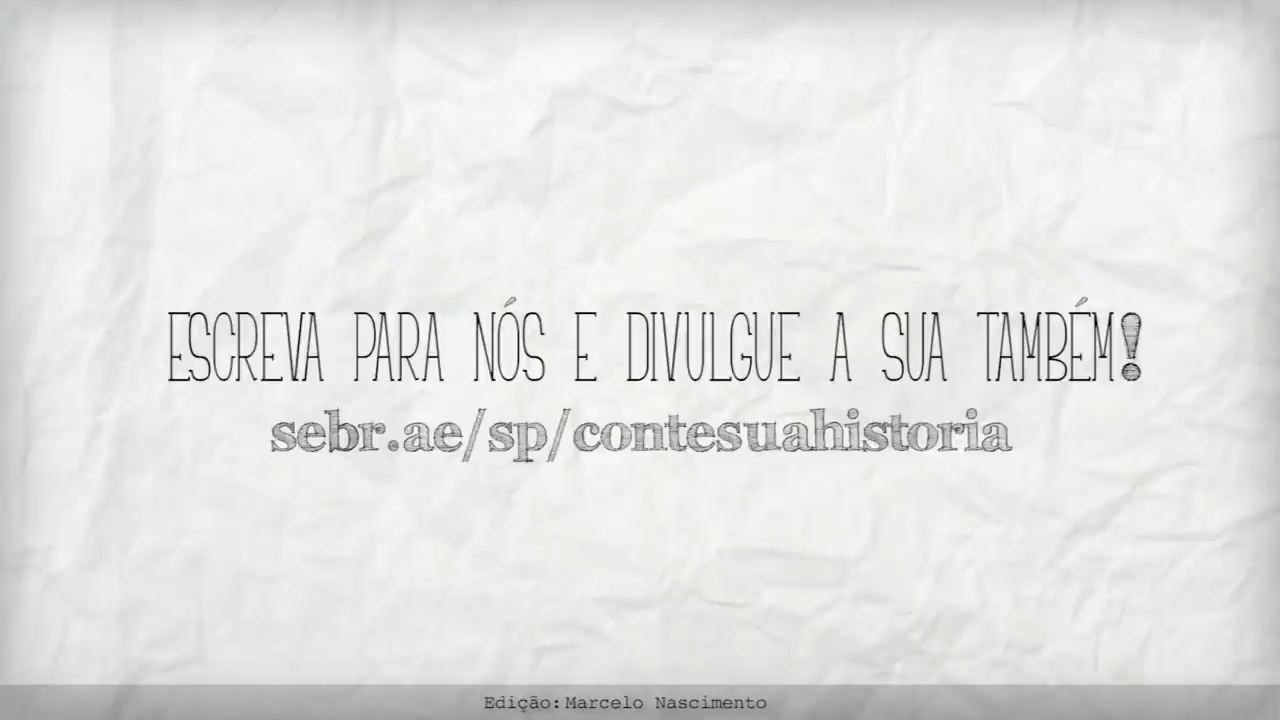 ESCREVA PARA NÓS E DIVULGUE A SUA TAMBÉM!
sebr.ae/sp/contesuahistoria
Edição: Marcelo Nascimento